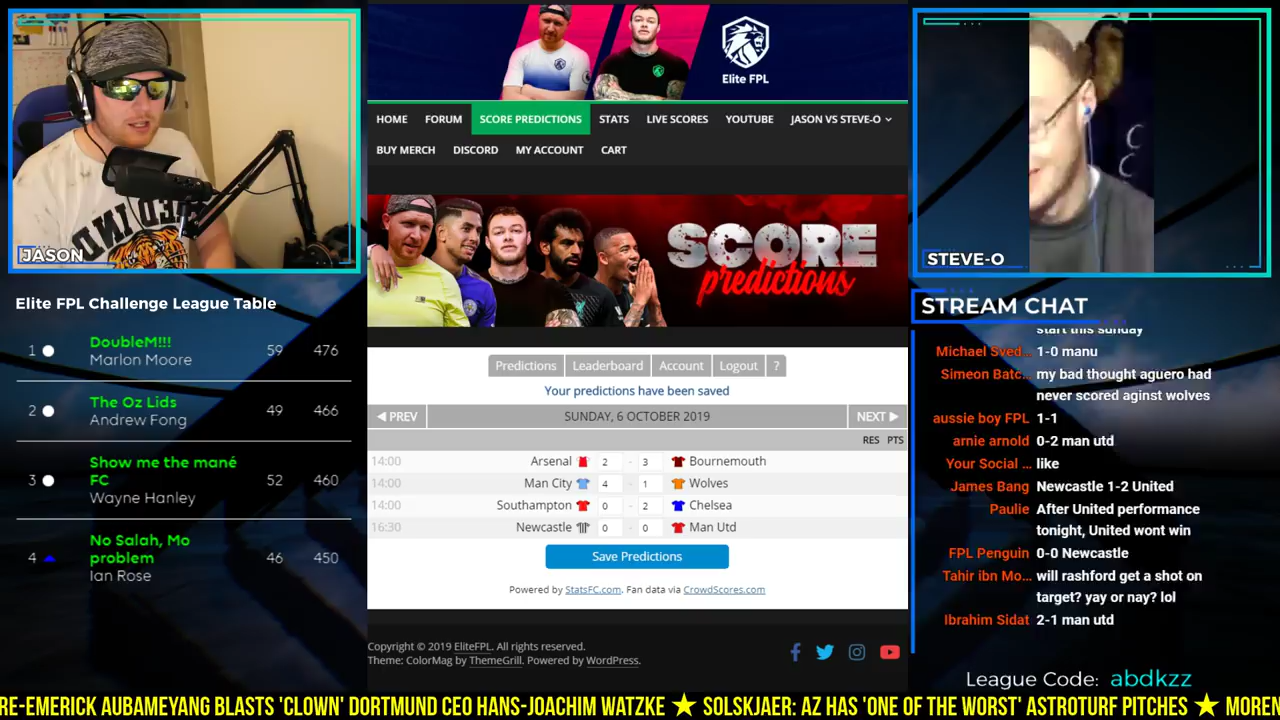 Elite FPL
HOME FORUM SCORE PREDICTIONS STATS LIVE SCORES YOUTUBE JASON VS STEVE-O
BUY MERCH DISCORD MY ACCOUNT CART
SCORE
predictions
JASON
STEVE-O
Elite FPL Challenge League Table
1 DoubleM!!! 59 476
Marlon Moore
2 The Oz Lids 49 466
Andrew Fong
3 Show me the mané FC 52 460
Wayne Hanley
4 No Salah, Mo problem 46 450
Ian Rose
Predictions Leaderboard Account Logout ?
Your predictions have been saved
◀ PREV SUNDAY, 6 OCTOBER 2019 NEXT ▶
RES PTS
14:00 Arsenal 2 - 3 Bournemouth
14:00 Man City 4 - 1 Wolves
14:00 Southampton 0 - 2 Chelsea
16:30 Newcastle 0 - 0 Man Utd
Save Predictions
Powered by StatsFC.com. Fan data via CrowdScores.com
Copyright © 2019 EliteFPL. All rights reserved.
Theme: ColorMag by ThemeGrill. Powered by WordPress.
STREAM CHAT
start this sunday
Michael Sved... 1-0 manu
Simeon Batc... my bad thought aguero had
never scored aginst wolves
aussie boy FPL 1-1
arnie arnold 0-2 man utd
Your Social ... like
James Bang Newcastle 1-2 United
Paulie After United performance
tonight, United wont win
FPL Penguin 0-0 Newcastle
Tahir ibn Mo... will rashford get a shot on
target? yay or nay? lol
Ibrahim Sidat 2-1 man utd
League Code: abdkzz
RE-EMERICK AUBAMEYANG BLASTS 'CLOWN' DORTMUND CEO HANS-JOACHIM WATZKE ★ SOLSKJAER: AZ HAS 'ONE OF THE WORST' ASTROTURF PITCHES ★ MOREN